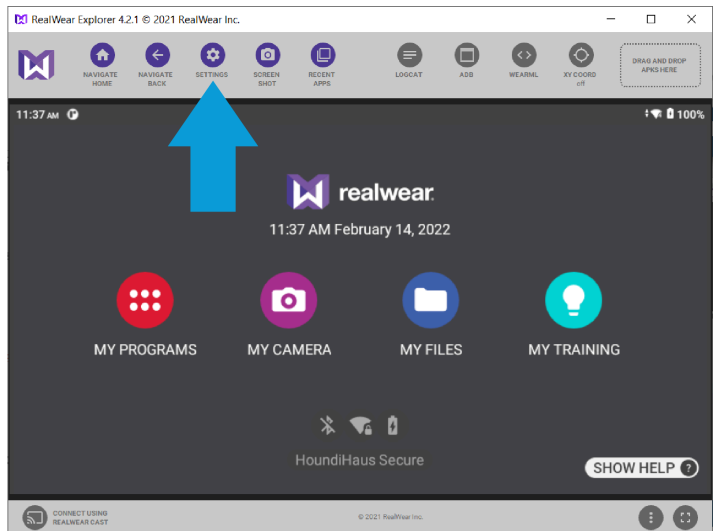 RealWear Explorer 4.2.1 © 2021 RealWear Inc.
NAVIGATE HOME
NAVIGATE BACK
SETTINGS
SCREEN SHOT
RECENT APPS
LOGCAT
ADB
WEARML
XY COORD off
DRAG AND DROP APKS HERE
11:37 AM
100%
realwear.
11:37 AM February 14, 2022
MY PROGRAMS
MY CAMERA
MY FILES
MY TRAINING
HoundiHaus Secure
SHOW HELP ?
CONNECT USING
REALWEAR CAST
© 2021 RealWear Inc.